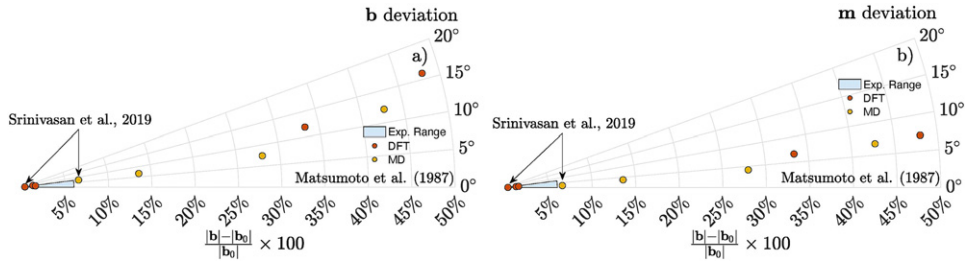 b deviation
20°
a)
15°
10°
5°
0°
Srinivasan et al., 2019
Exp. Range
DFT
MD
Matsumoto et al. (1987)
5% 10% 15% 20% 25% 30% 35% 40% 45% 50%
|b|−|b₀| / |b₀| × 100
m deviation
20°
b)
15°
10°
5°
0°
Srinivasan et al., 2019
Exp. Range
DFT
MD
Matsumoto et al. (1987)
5% 10% 15% 20% 25% 30% 35% 40% 45% 50%
|b|−|b₀| / |b₀| × 100